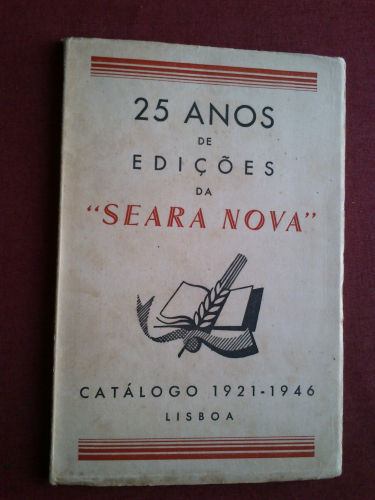 25 ANOS
DE
EDIÇÕES
DA
"SEARA NOVA"
CATÁLOGO 1921-1946
LISBOA